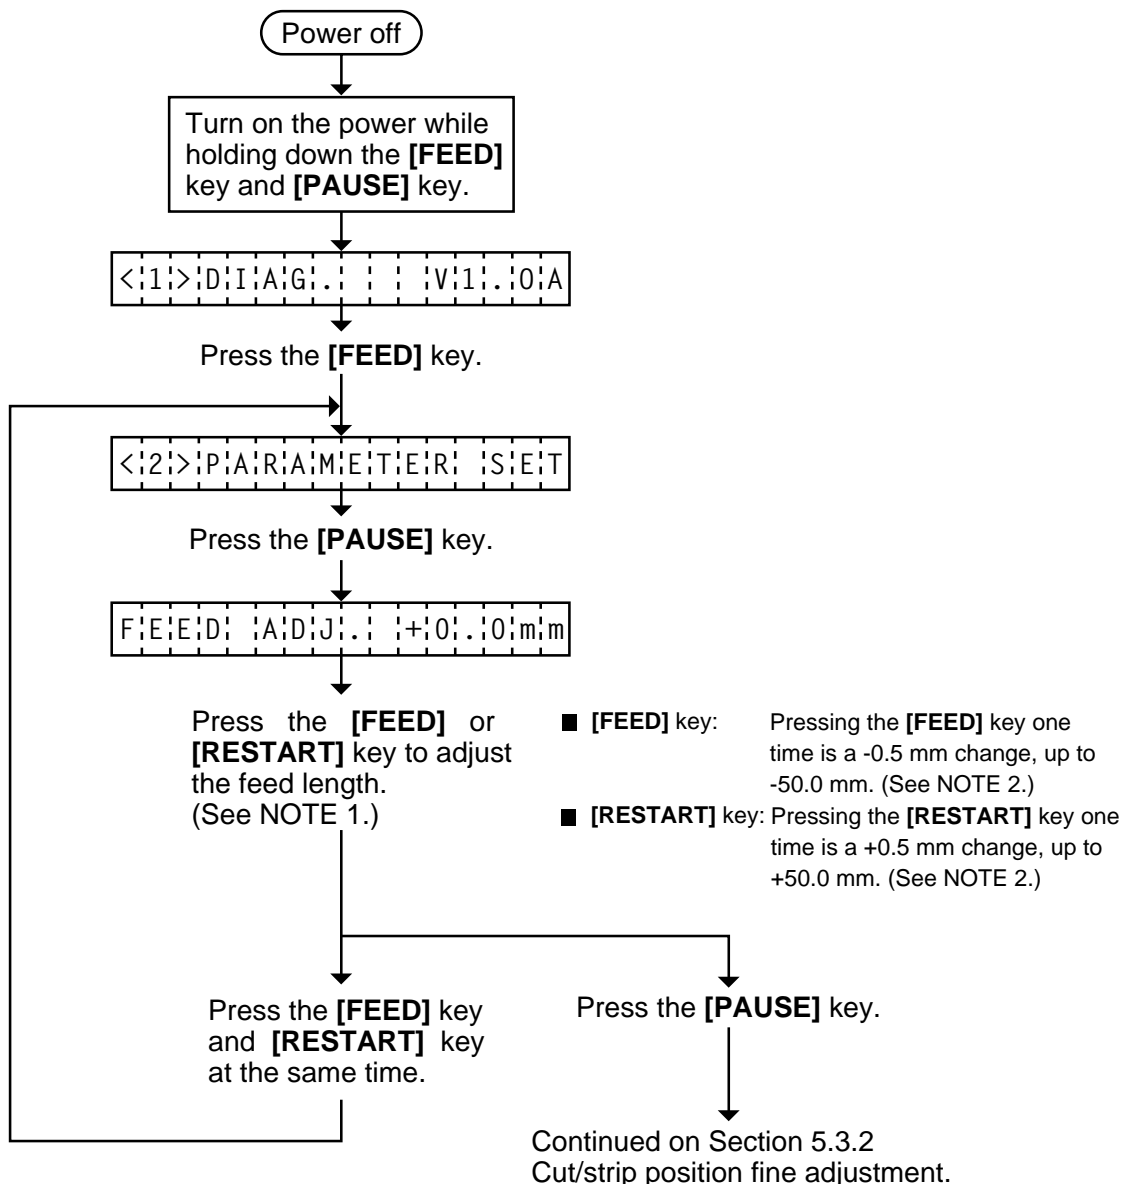 Power off
Turn on the power while
holding down the [FEED]
key and [PAUSE] key.
<1>DIAG.   V1.0A
Press the [FEED] key.
<2>PARAMETER SET
Press the [PAUSE] key.
FEED ADJ. +0.0mm
Press the [FEED] or
[RESTART] key to adjust
the feed length.
(See NOTE 1.)
■ [FEED] key: Pressing the [FEED] key one
time is a -0.5 mm change, up to
-50.0 mm. (See NOTE 2.)
■ [RESTART] key: Pressing the [RESTART] key one
time is a +0.5 mm change, up to
+50.0 mm. (See NOTE 2.)
Press the [FEED] key
and [RESTART] key
at the same time.
Press the [PAUSE] key.
Continued on Section 5.3.2
Cut/strip position fine adjustment.